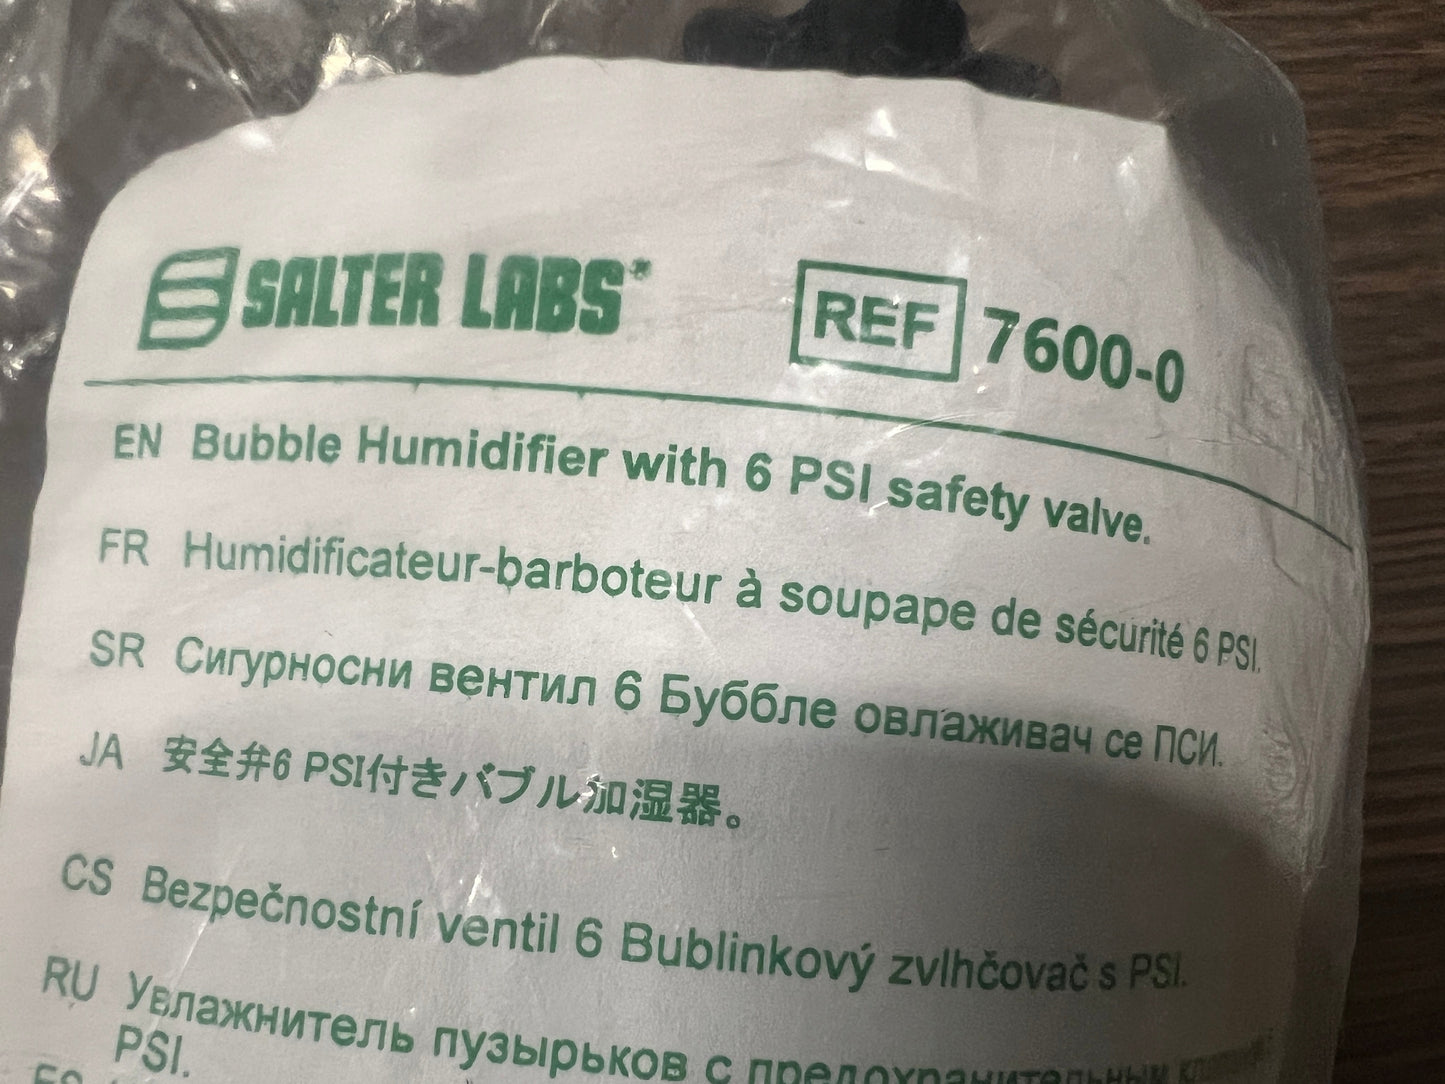 SALTER LABS®
REF 7600-0
EN Bubble Humidifier with 6 PSI safety valve.
FR Humidificateur-barboteur à soupape de sécurité 6 PSI.
SR Сигурносни вентил 6 Буббле овлаживач се ПСИ.
JA 安全弁6 PSI付きバブル加湿器。
CS Bezpečnostní ventil 6 Bublinkový zvlhčovač s PSI.
RU Увлажнитель пузырьков с предохранительным
PSI.
ES